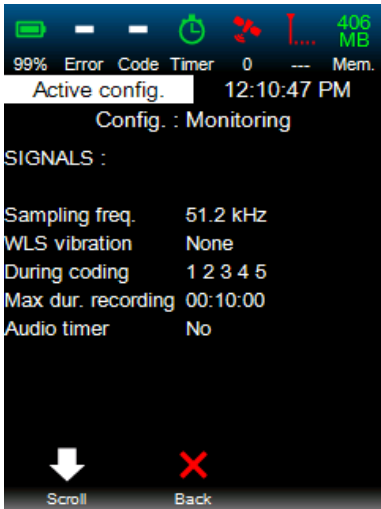 406
MB
99% Error Code Timer 0 --- Mem.
Active config. 12:10:47 PM
Config. : Monitoring
SIGNALS :
Sampling freq. 51.2 kHz
WLS vibration None
During coding 1 2 3 4 5
Max dur. recording 00:10:00
Audio timer No
Scroll Back